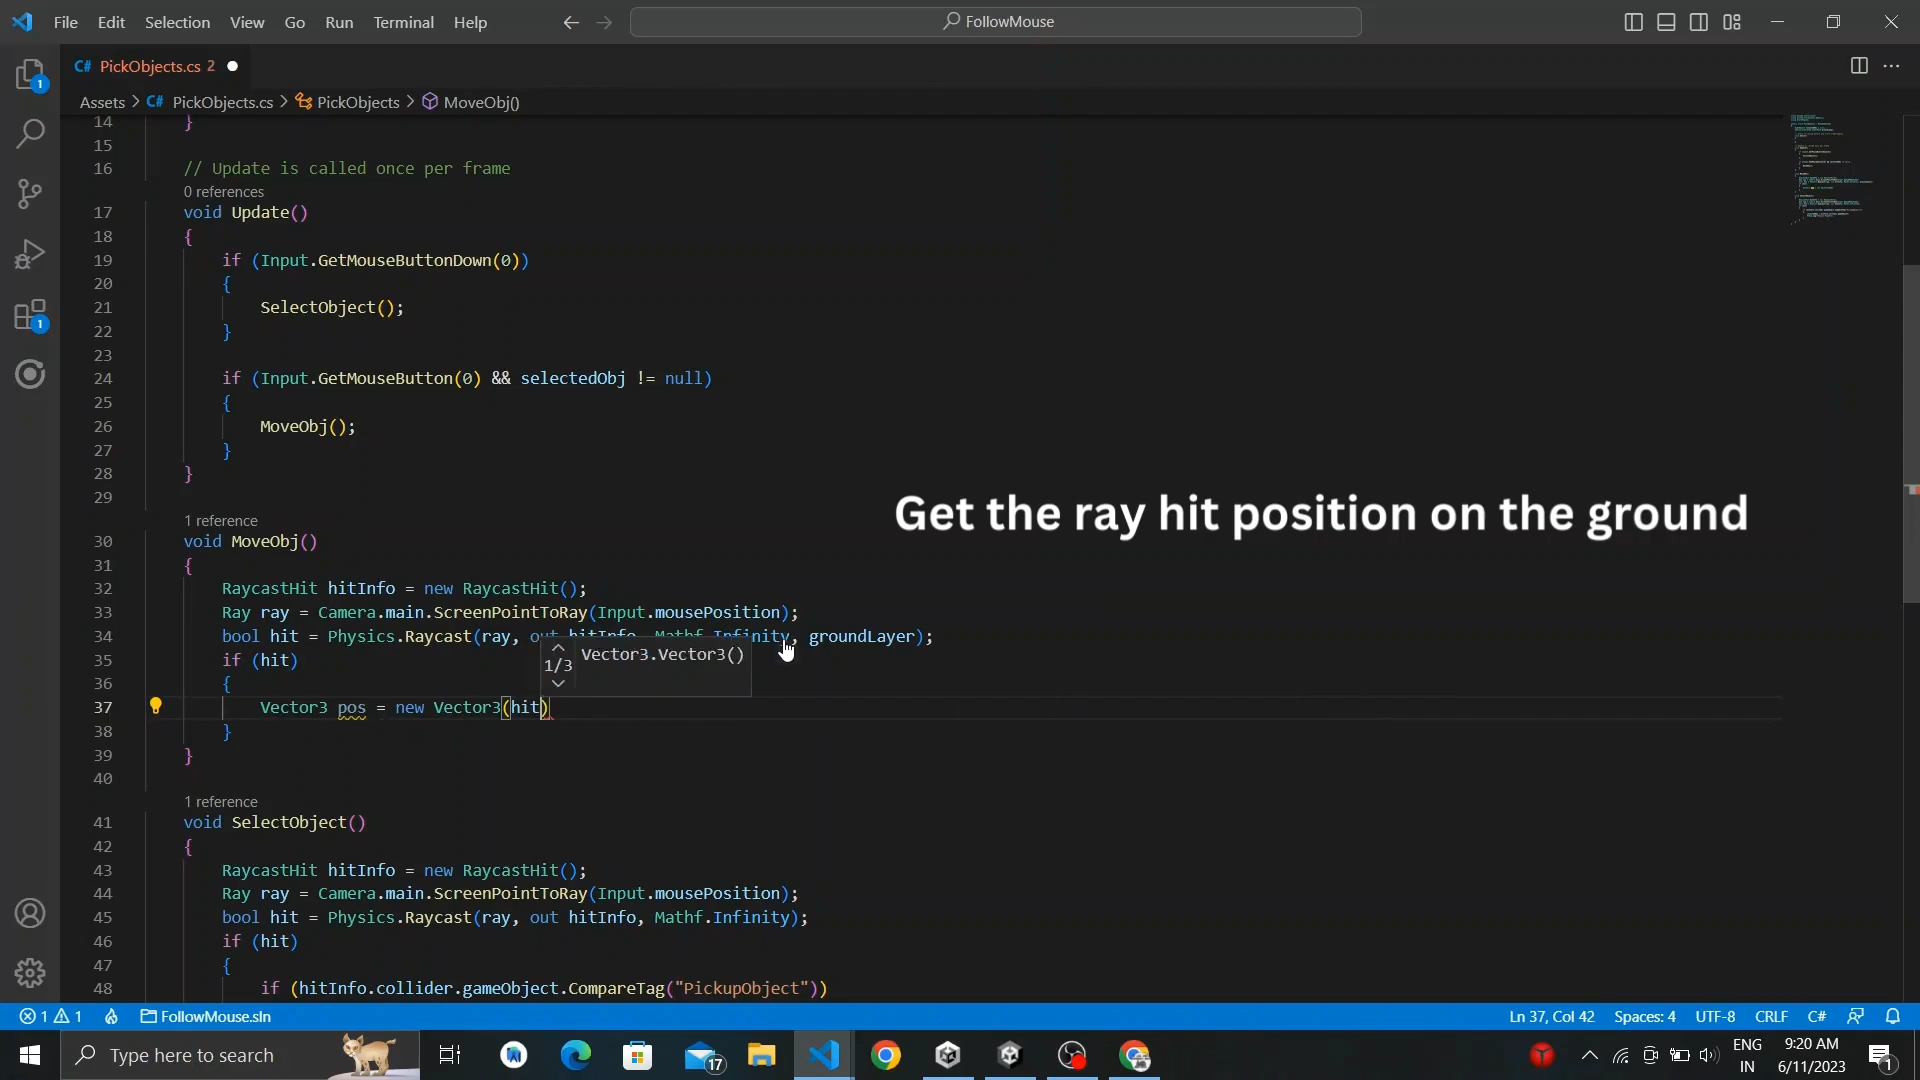 File Edit Selection View Go Run Terminal Help
FollowMouse
1
C# PickObjects.cs 2
Assets > C# PickObjects.cs > PickObjects > MoveObj()
14 }
15
16 // Update is called once per frame
0 references
17 void Update()
18 {
19 if (Input.GetMouseButtonDown(0))
20 {
21 SelectObject();
22 }
23
24 if (Input.GetMouseButton(0) && selectedObj != null)
25 {
26 MoveObj();
27 }
28 }
29
1
Get the ray hit position on the ground
1 reference
30 void MoveObj()
31 {
32 RaycastHit hitInfo = new RaycastHit();
33 Ray ray = Camera.main.ScreenPointToRay(Input.mousePosition);
34 bool hit = Physics.Raycast(ray, out hitInfo, Mathf.Infinity, groundLayer);
35 if (hit)
1/3 Vector3.Vector3()
36 {
37 Vector3 pos = new Vector3(hit)
38 }
39 }
40
1 reference
41 void SelectObject()
42 {
43 RaycastHit hitInfo = new RaycastHit();
44 Ray ray = Camera.main.ScreenPointToRay(Input.mousePosition);
45 bool hit = Physics.Raycast(ray, out hitInfo, Mathf.Infinity);
46 if (hit)
47 {
48 if (hitInfo.collider.gameObject.CompareTag("PickupObject"))
1 1 FollowMouse.sln Ln 37, Col 42 Spaces: 4 UTF-8 CRLF C#
Type here to search 17 ENG IN 9:20 AM 6/11/2023 1